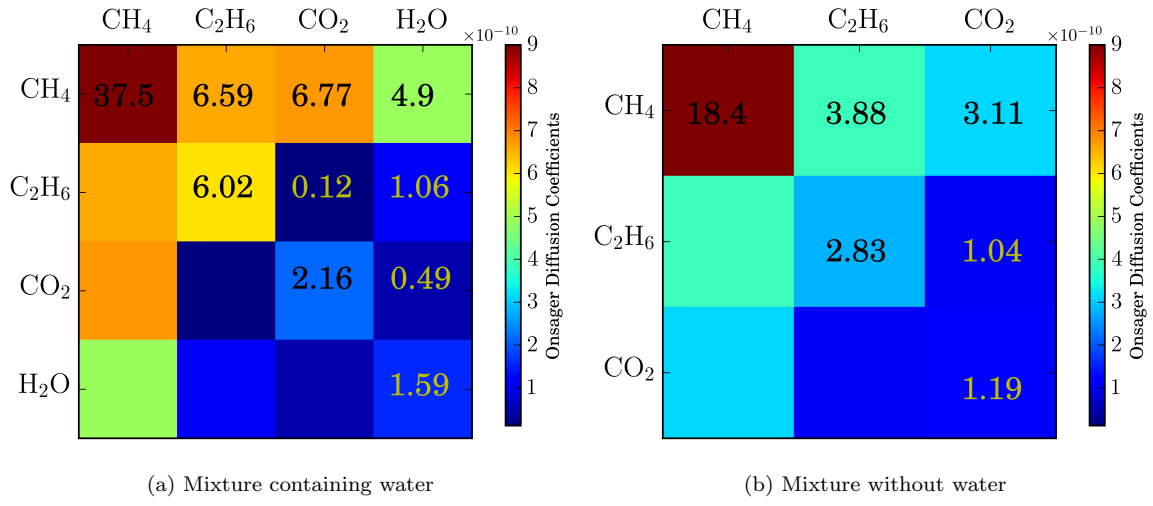 CH₄ C₂H₆ CO₂ H₂O
×10⁻¹⁰
CH₄ 37.5 6.59 6.77 4.9
C₂H₆ 6.02 0.12 1.06
CO₂ 2.16 0.49
H₂O 1.59
9
8
7
6
5
4
3
2
1
Onsager Diffusion Coefficients
(a) Mixture containing water
CH₄ C₂H₆ CO₂
×10⁻¹⁰
CH₄ 18.4 3.88 3.11
C₂H₆ 2.83 1.04
CO₂ 1.19
9
8
7
6
5
4
3
2
1
Onsager Diffusion Coefficients
(b) Mixture without water